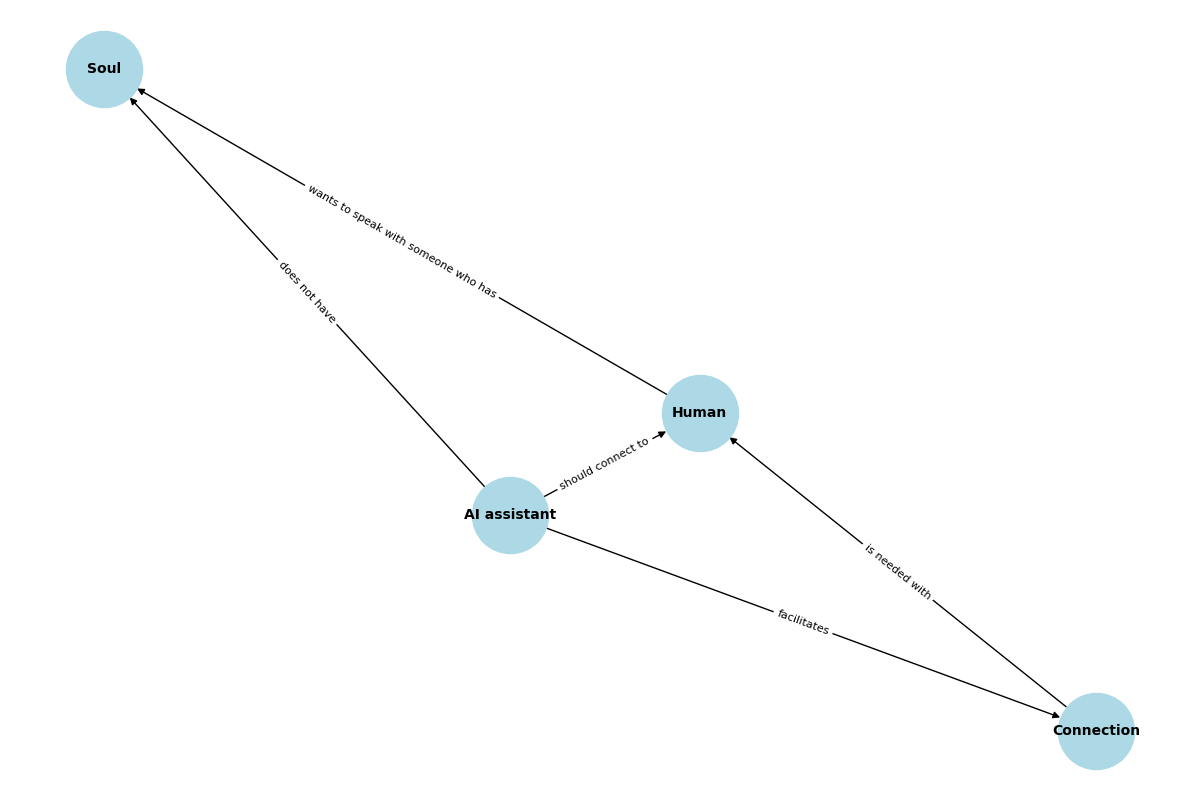 Soul
wants to speak with someone who has
does not have
Human
should connect to
AI assistant
is needed with
facilitates
Connection